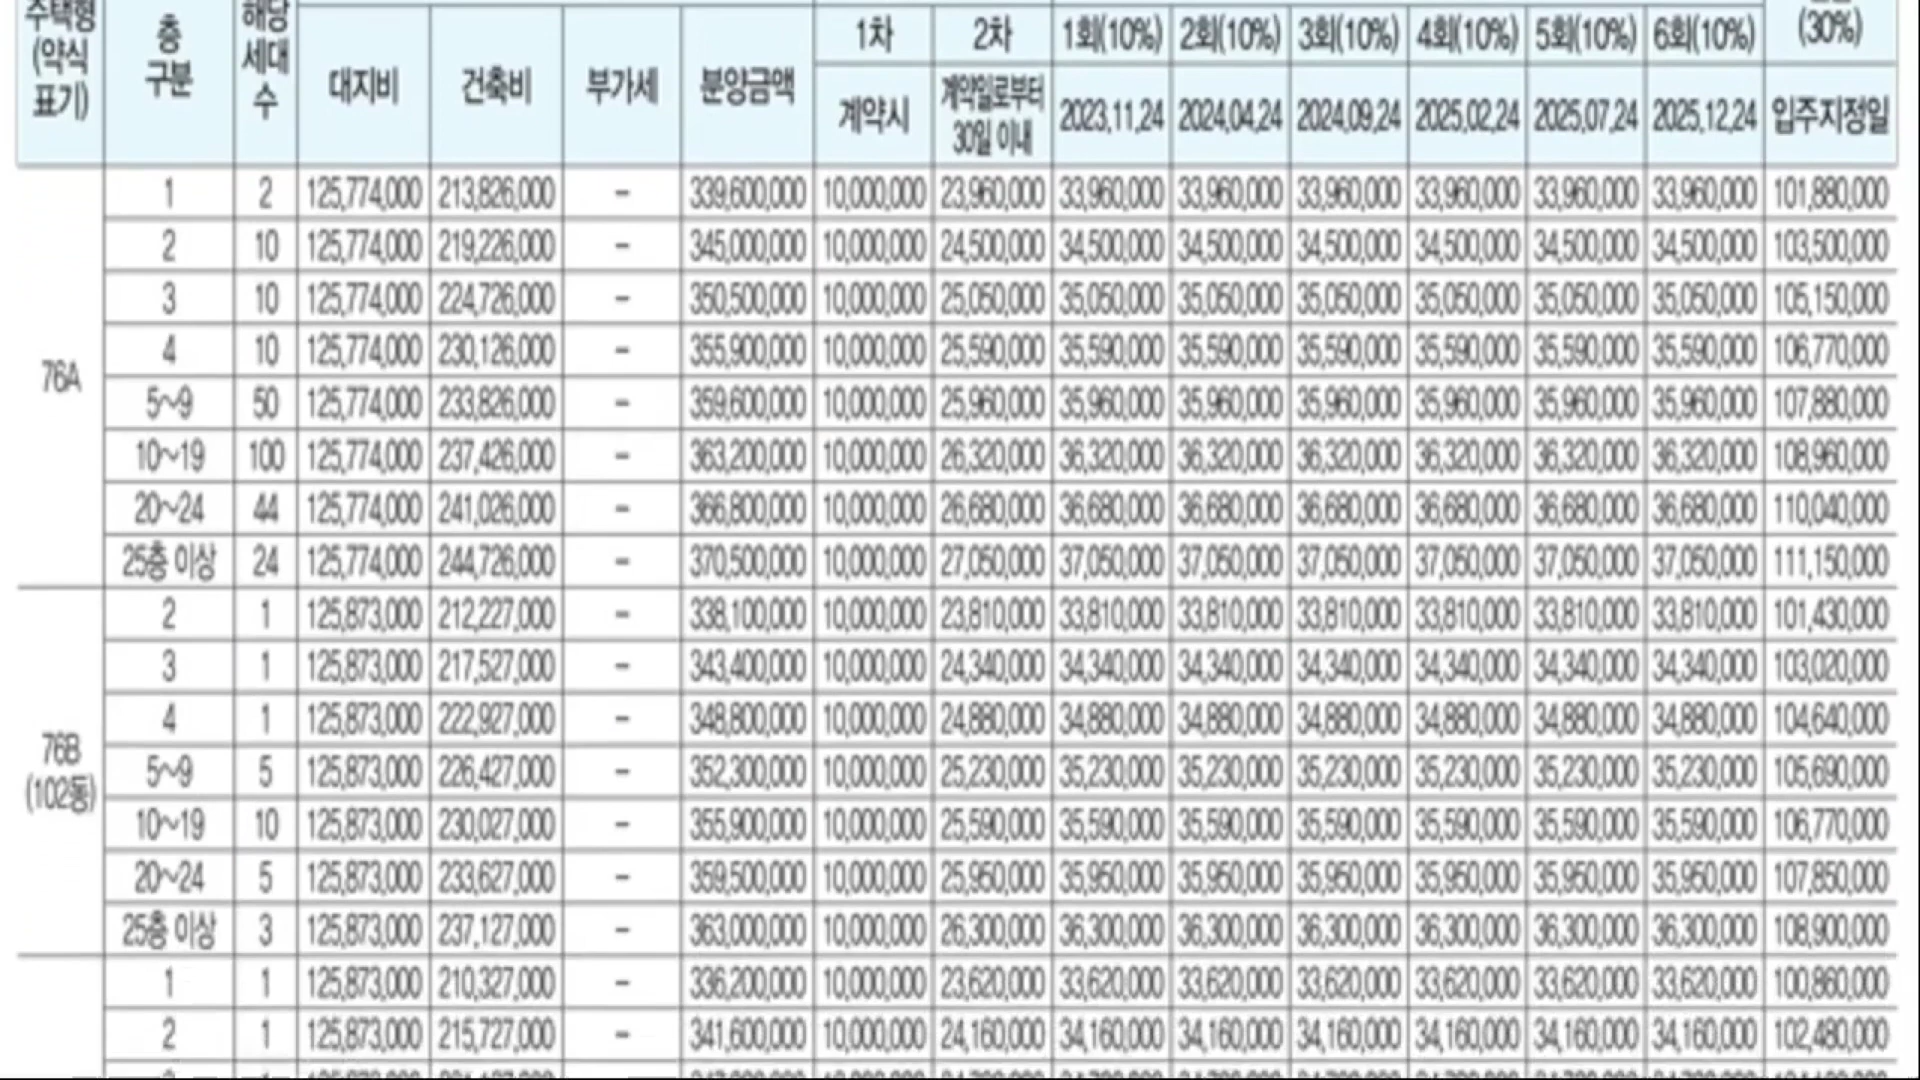 주택형 (약식 표기) 층 구분 해당 세대 수 대지비 건축비 부가세 분양금액 1차 계약시 2차 계약일로부터 30일 이내 1회(10%) 2023.11.24 2회(10%) 2024.04.24 3회(10%) 2024.09.24 4회(10%) 2025.02.24 5회(10%) 2025.07.24 6회(10%) 2025.12.24 (30%) 입주지정일
76A
1 2 125,774,000 213,826,000 – 339,600,000 10,000,000 23,960,000 33,960,000 33,960,000 33,960,000 33,960,000 33,960,000 33,960,000 101,880,000
2 10 125,774,000 219,226,000 – 345,000,000 10,000,000 24,500,000 34,500,000 34,500,000 34,500,000 34,500,000 34,500,000 34,500,000 103,500,000
3 10 125,774,000 224,726,000 – 350,500,000 10,000,000 25,050,000 35,050,000 35,050,000 35,050,000 35,050,000 35,050,000 35,050,000 105,150,000
4 10 125,774,000 230,126,000 – 355,900,000 10,000,000 25,590,000 35,590,000 35,590,000 35,590,000 35,590,000 35,590,000 35,590,000 106,770,000
5~9 50 125,774,000 233,826,000 – 359,600,000 10,000,000 25,960,000 35,960,000 35,960,000 35,960,000 35,960,000 35,960,000 35,960,000 107,880,000
10~19 100 125,774,000 237,426,000 – 363,200,000 10,000,000 26,320,000 36,320,000 36,320,000 36,320,000 36,320,000 36,320,000 36,320,000 108,960,000
20~24 44 125,774,000 241,026,000 – 366,800,000 10,000,000 26,680,000 36,680,000 36,680,000 36,680,000 36,680,000 36,680,000 36,680,000 110,040,000
25층 이상 24 125,774,000 244,726,000 – 370,500,000 10,000,000 27,050,000 37,050,000 37,050,000 37,050,000 37,050,000 37,050,000 37,050,000 111,150,000
76B (102동)
2 1 125,873,000 212,227,000 – 338,100,000 10,000,000 23,810,000 33,810,000 33,810,000 33,810,000 33,810,000 33,810,000 33,810,000 101,430,000
3 1 125,873,000 217,527,000 – 343,400,000 10,000,000 24,340,000 34,340,000 34,340,000 34,340,000 34,340,000 34,340,000 34,340,000 103,020,000
4 1 125,873,000 222,927,000 – 348,800,000 10,000,000 24,880,000 34,880,000 34,880,000 34,880,000 34,880,000 34,880,000 34,880,000 104,640,000
5~9 5 125,873,000 226,427,000 – 352,300,000 10,000,000 25,230,000 35,230,000 35,230,000 35,230,000 35,230,000 35,230,000 35,230,000 105,690,000
10~19 10 125,873,000 230,027,000 – 355,900,000 10,000,000 25,590,000 35,590,000 35,590,000 35,590,000 35,590,000 35,590,000 35,590,000 106,770,000
20~24 5 125,873,000 233,627,000 – 359,500,000 10,000,000 25,950,000 35,950,000 35,950,000 35,950,000 35,950,000 35,950,000 35,950,000 107,850,000
25층 이상 3 125,873,000 237,127,000 – 363,000,000 10,000,000 26,300,000 36,300,000 36,300,000 36,300,000 36,300,000 36,300,000 36,300,000 108,900,000
1 1 125,873,000 210,327,000 – 336,200,000 10,000,000 23,620,000 33,620,000 33,620,000 33,620,000 33,620,000 33,620,000 33,620,000 100,860,000
2 1 125,873,000 215,727,000 – 341,600,000 10,000,000 24,160,000 34,160,000 34,160,000 34,160,000 34,160,000 34,160,000 34,160,000 102,480,000